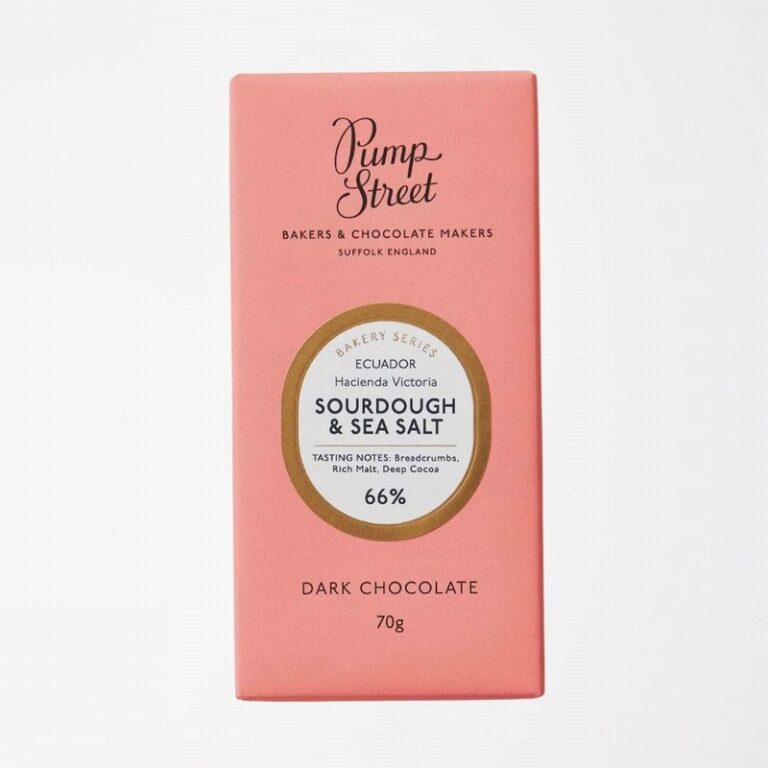 Pump
Street
BAKERS & CHOCOLATE MAKERS
SUFFOLK ENGLAND
BAKERY SERIES
ECUADOR
Hacienda Victoria
SOURDOUGH
& SEA SALT
TASTING NOTES: Breadcrumbs,
Rich Malt, Deep Cocoa
66%
DARK CHOCOLATE
70g